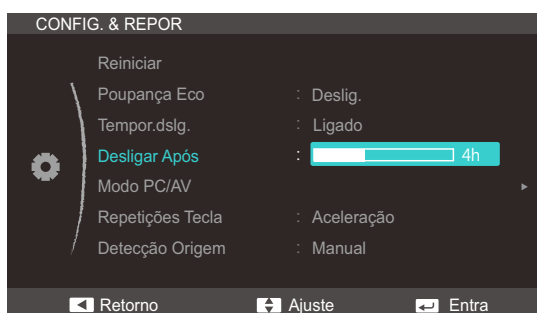 CONFIG. & REPOR
Reiniciar
Poupança Eco : Deslig.
Tempor.dslg. : Ligado
Desligar Após : 4h
Modo PC/AV
Repetições Tecla : Aceleração
Detecção Origem : Manual
Retorno Ajuste Entra